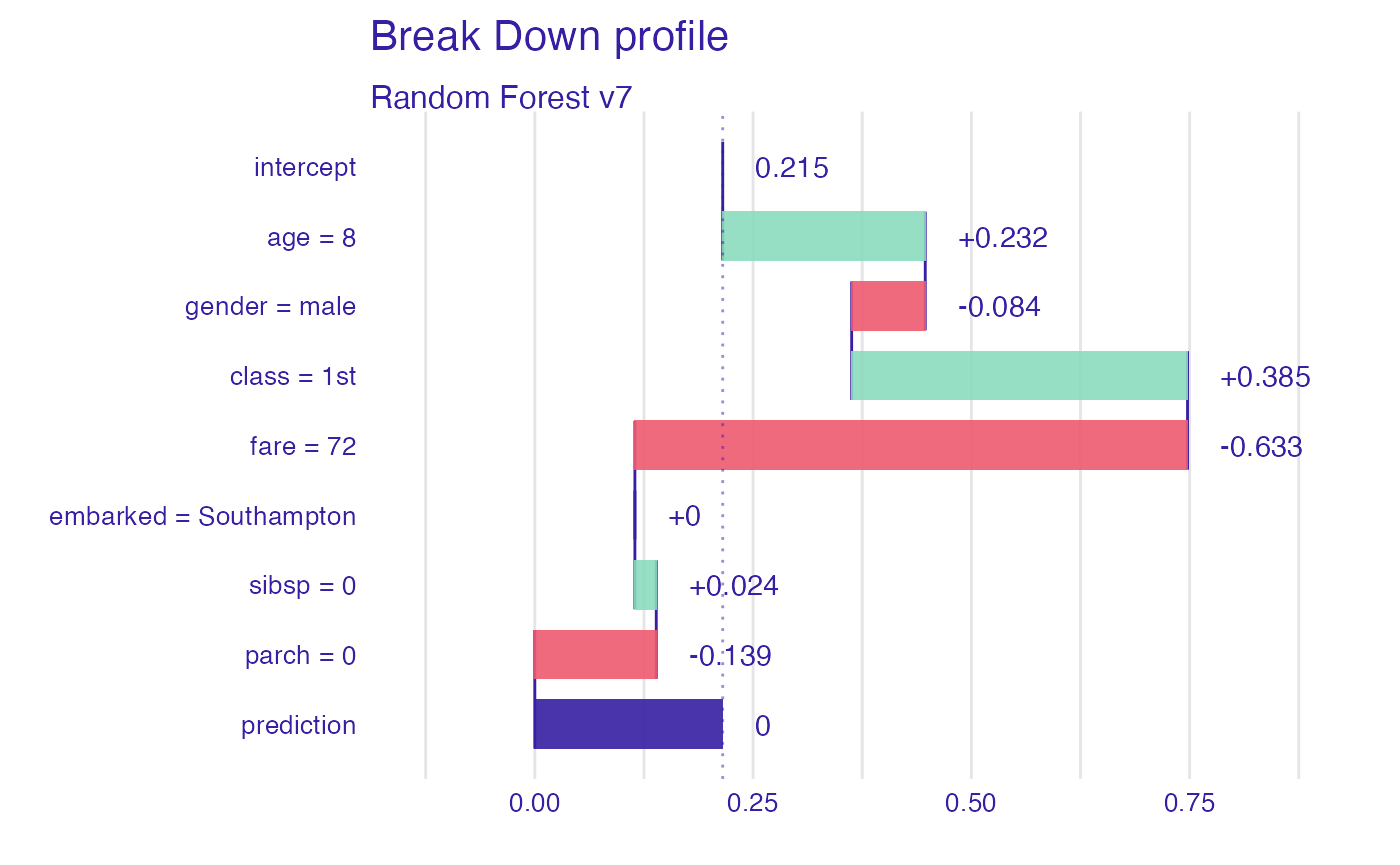 Break Down profile
Random Forest v7
intercept 0.215
age = 8 +0.232
gender = male -0.084
class = 1st +0.385
fare = 72 -0.633
embarked = Southampton +0
sibsp = 0 +0.024
parch = 0 -0.139
prediction 0
0.00 0.25 0.50 0.75